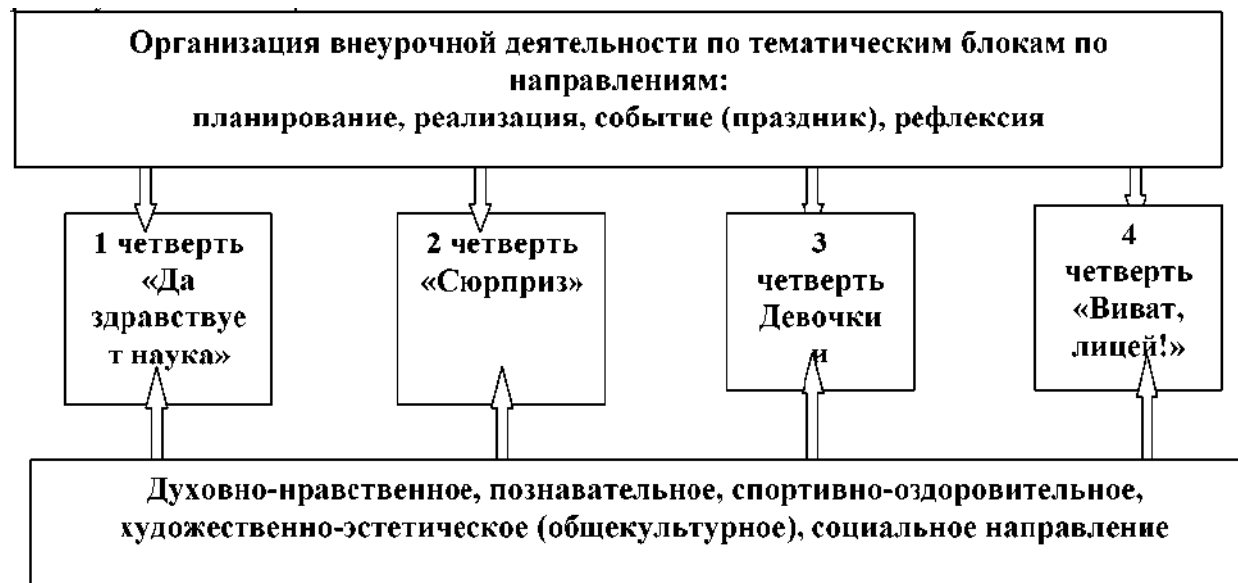 Организация внеурочной деятельности по тематическим блокам по
направлениям:
планирование, реализация, событие (праздник), рефлексия
1 четверть
«Да
здравствуе
т наука»
2 четверть
«Сюрприз»
3
четверть
Девочки
и
4
четверть
«Виват,
лицей!»
Духовно-нравственное, познавательное, спортивно-оздоровительное,
художественно-эстетическое (общекультурное), социальное направление